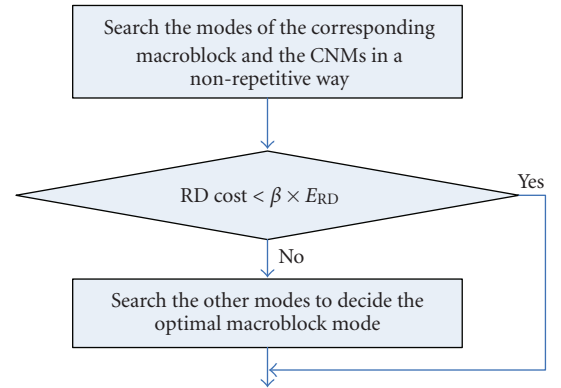 Search the modes of the corresponding
macroblock and the CNMs in a
non-repetitive way
RD cost < β × E_RD
Yes
No
Search the other modes to decide the
optimal macroblock mode